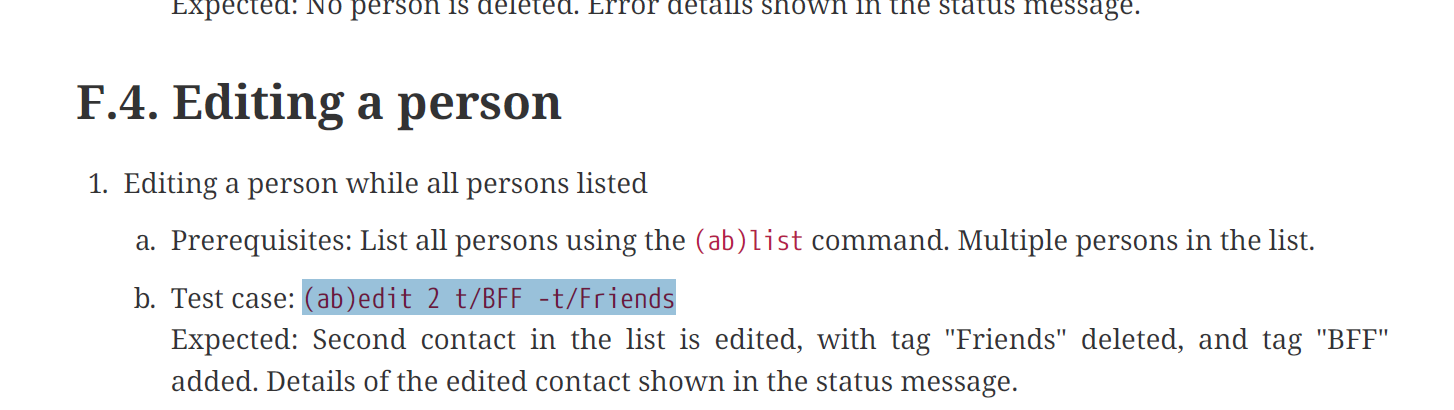 Expected: No person is deleted. Error details shown in the status message.
F.4. Editing a person
1. Editing a person while all persons listed
a. Prerequisites: List all persons using the (ab)list command. Multiple persons in the list.
b. Test case: (ab)edit 2 t/BFF -t/Friends
Expected: Second contact in the list is edited, with tag "Friends" deleted, and tag "BFF"
added. Details of the edited contact shown in the status message.